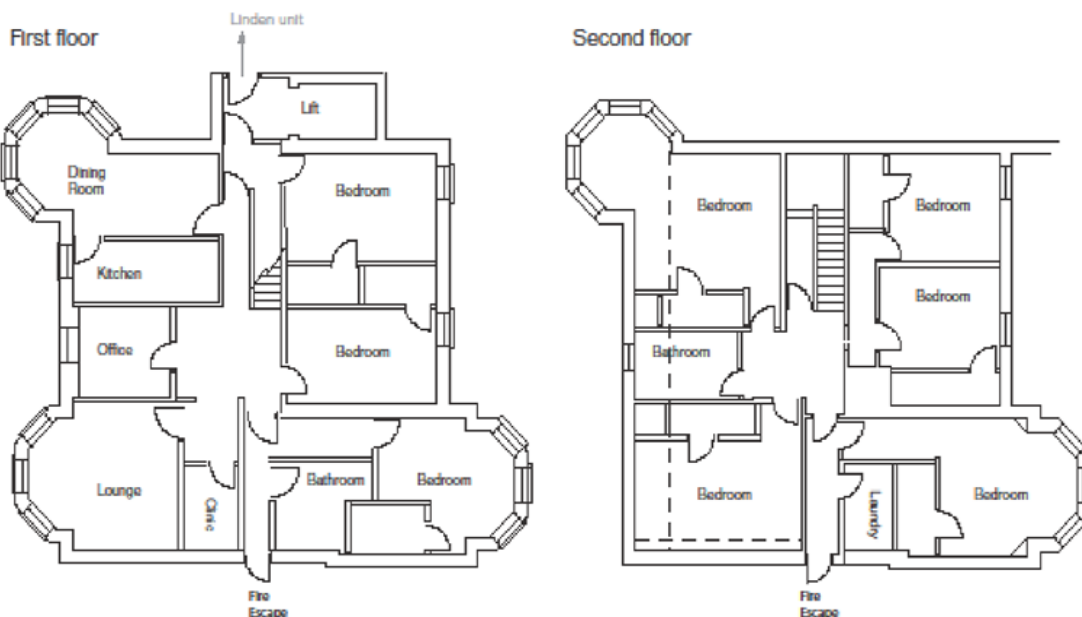 Linden unit
First floor
Lift
Dining
Room
Bedroom
Kitchen
Office
Bedroom
Lounge
Clinic
Bathroom
Bedroom
Fire
Escape
Second floor
Bedroom
Bedroom
Bedroom
Bathroom
Bedroom
Laundry
Bedroom
Fire
Escape